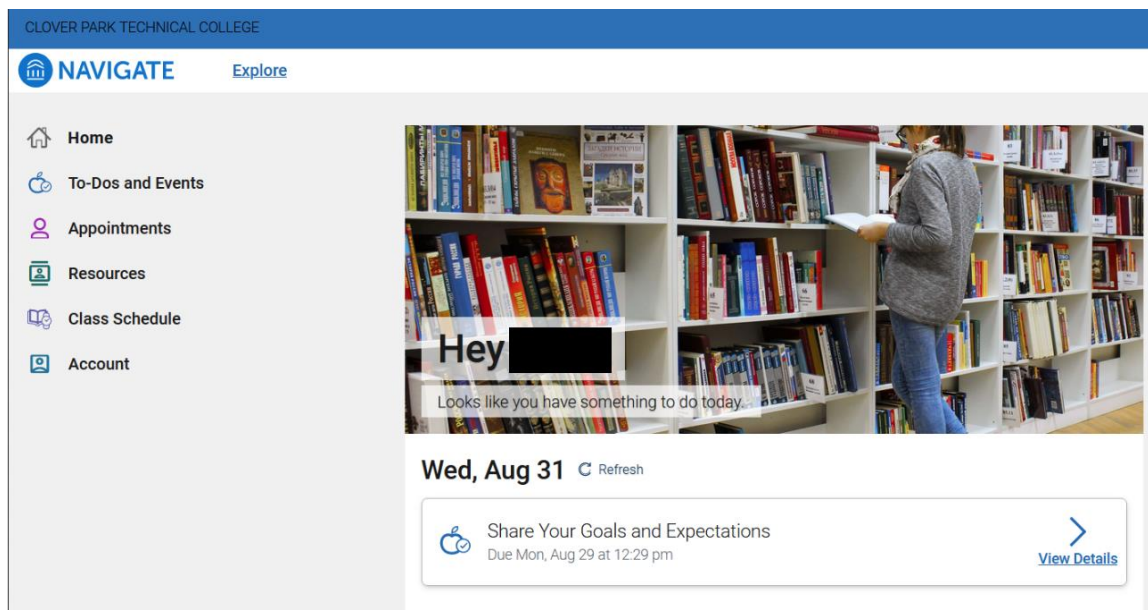 CLOVER PARK TECHNICAL COLLEGE
NAVIGATE
Explore
Home
To-Dos and Events
Appointments
Resources
Class Schedule
Account
Hey
Looks like you have something to do today.
Wed, Aug 31
Refresh
Share Your Goals and Expectations
Due Mon, Aug 29 at 12:29 pm
View Details